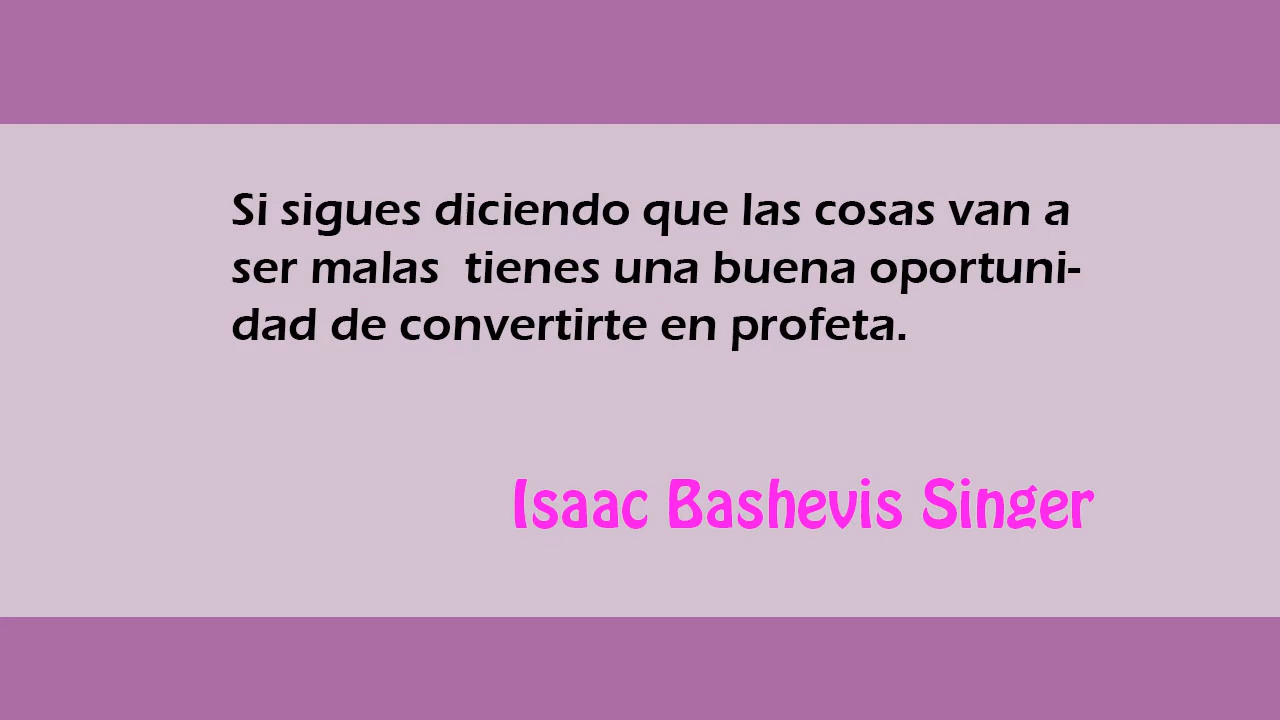 Si sigues diciendo que las cosas van a
ser malas  tienes una buena oportuni-
dad de convertirte en profeta.
Isaac Bashevis Singer